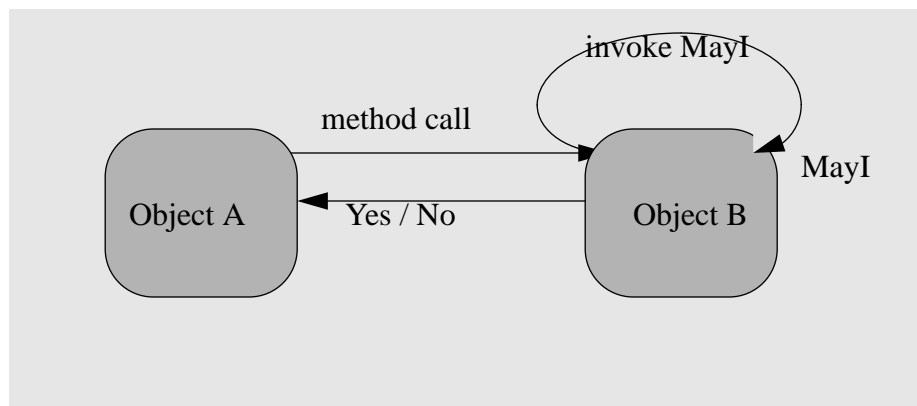 invoke MayI
method call
MayI
Object A
Yes / No
Object B